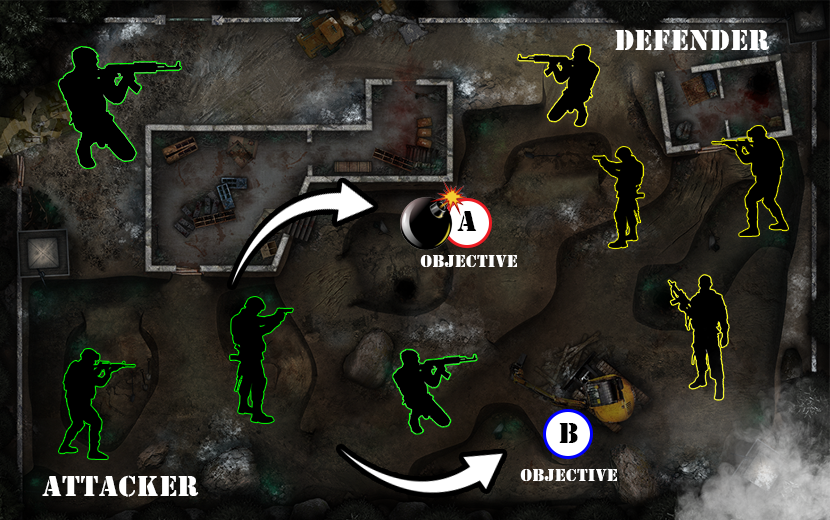 DEFENDER
A
OBJECTIVE
B
OBJECTIVE
ATTACKER